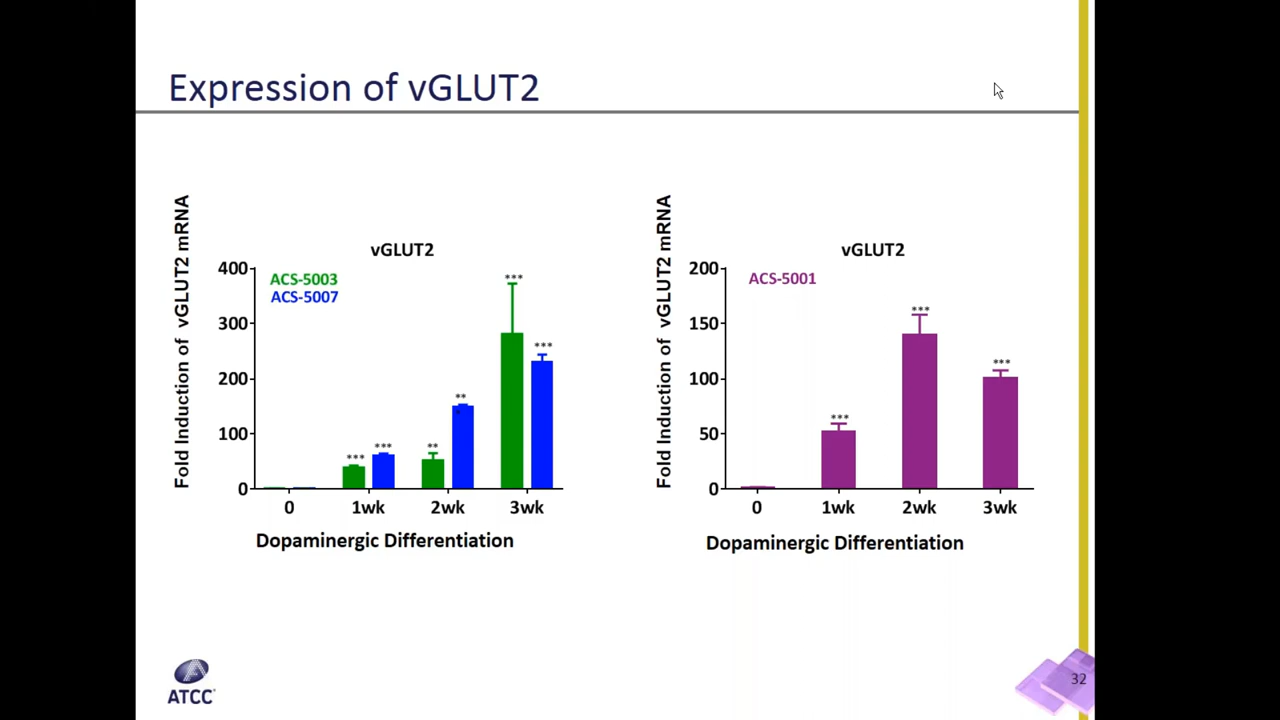 Expression of vGLUT2
Fold Induction of vGLUT2 mRNA
vGLUT2
400
300
200
100
0
ACS-5003
ACS-5007
***
***
**
**
***
***
0 1wk 2wk 3wk
Dopaminergic Differentiation
Fold Induction of vGLUT2 mRNA
vGLUT2
200
150
100
50
0
ACS-5001
***
***
***
0 1wk 2wk 3wk
Dopaminergic Differentiation
ATCC
32